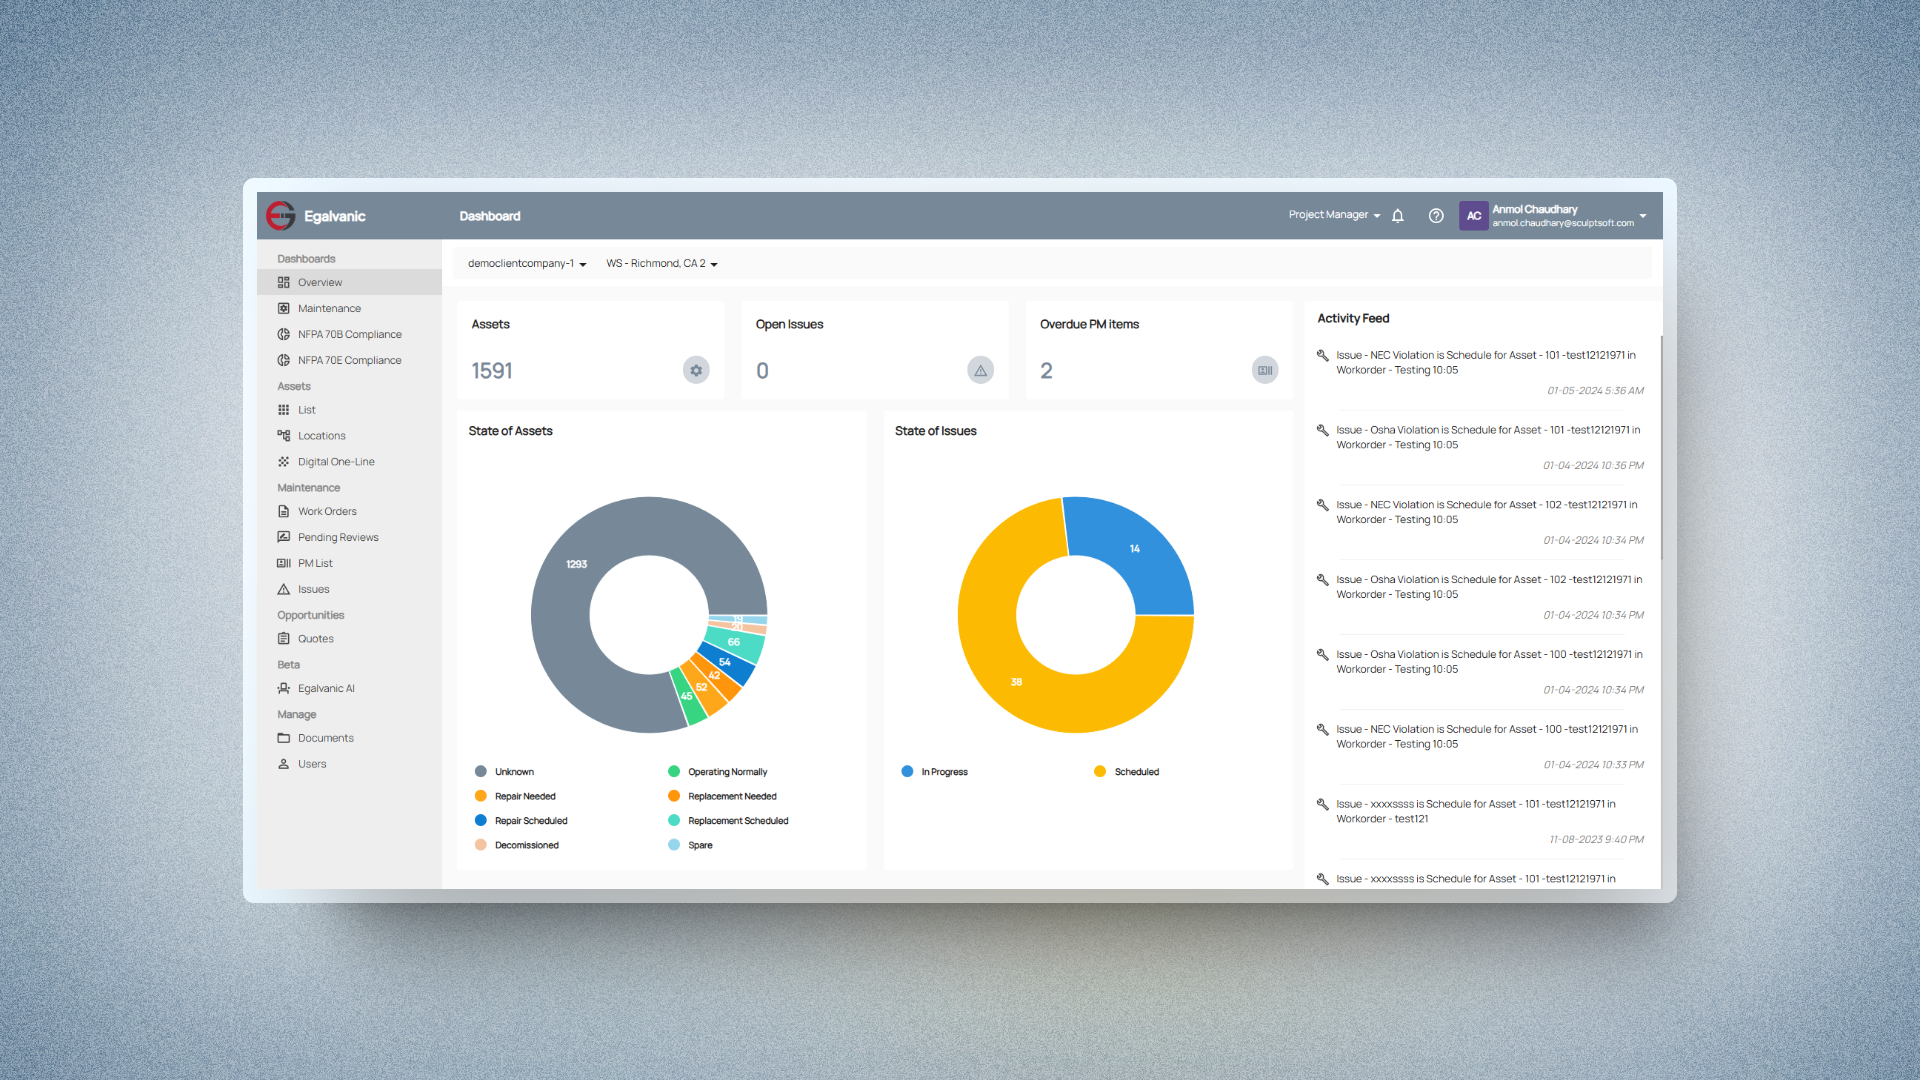 Egalvanic
Dashboard
Project Manager
AC
Anmol Chaudhary
anmol.chaudhary@sculptsoft.com
Dashboards
Overview
Maintenance
NFPA 70B Compliance
NFPA 70E Compliance
Assets
List
Locations
Digital One-Line
Maintenance
Work Orders
Pending Reviews
PM List
Issues
Opportunities
Quotes
Beta
Egalvanic AI
Manage
Documents
Users
democlientcompany-1
WS - Richmond, CA 2
Assets
1591
Open Issues
0
Overdue PM items
2
State of Assets
1293
19
20
66
54
42
52
45
Unknown
Operating Normally
Repair Needed
Replacement Needed
Repair Scheduled
Replacement Scheduled
Decomissioned
Spare
State of Issues
14
38
In Progress
Scheduled
Activity Feed
Issue - NEC Violation is Schedule for Asset - 101 -test12121971 in
Workorder - Testing 10:05
01-05-2024 5:36 AM
Issue - Osha Violation is Schedule for Asset - 101 -test12121971 in
Workorder - Testing 10:05
01-04-2024 10:36 PM
Issue - NEC Violation is Schedule for Asset - 102 -test12121971 in
Workorder - Testing 10:05
01-04-2024 10:34 PM
Issue - Osha Violation is Schedule for Asset - 102 -test12121971 in
Workorder - Testing 10:05
01-04-2024 10:34 PM
Issue - Osha Violation is Schedule for Asset - 100 -test12121971 in
Workorder - Testing 10:05
01-04-2024 10:34 PM
Issue - NEC Violation is Schedule for Asset - 100 -test12121971 in
Workorder - Testing 10:05
01-04-2024 10:33 PM
Issue - xxxxssss is Schedule for Asset - 101 -test12121971 in
Workorder - test121
11-08-2023 9:40 PM
Issue - xxxxssss is Schedule for Asset - 101 -test12121971 in